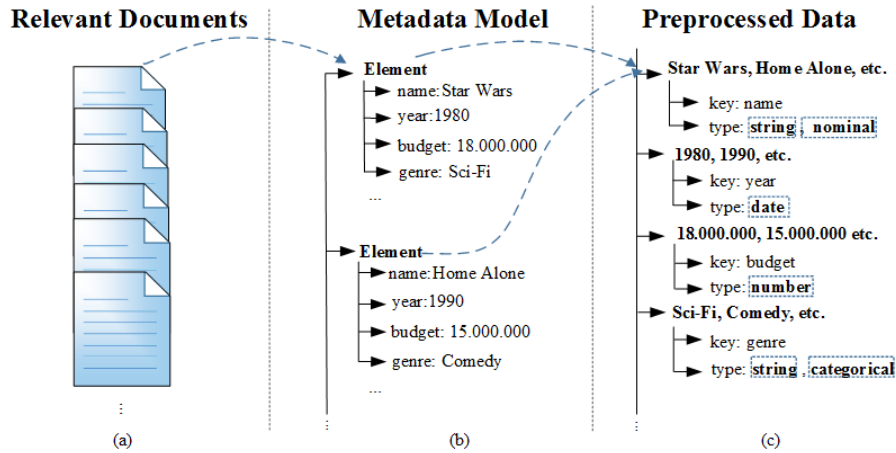 Relevant Documents
⋮
(a)
Metadata Model
Element
name:Star Wars
year:1980
budget: 18.000.000
genre: Sci-Fi
...
Element
name:Home Alone
year:1990
budget: 15.000.000
genre: Comedy
...
⋮
(b)
Preprocessed Data
Star Wars, Home Alone, etc.
key: name
type: string , nominal
1980, 1990, etc.
key: year
type: date
18.000.000, 15.000.000 etc.
key: budget
type: number
Sci-Fi, Comedy, etc.
key: genre
type: string , categorical
⋮
(c)